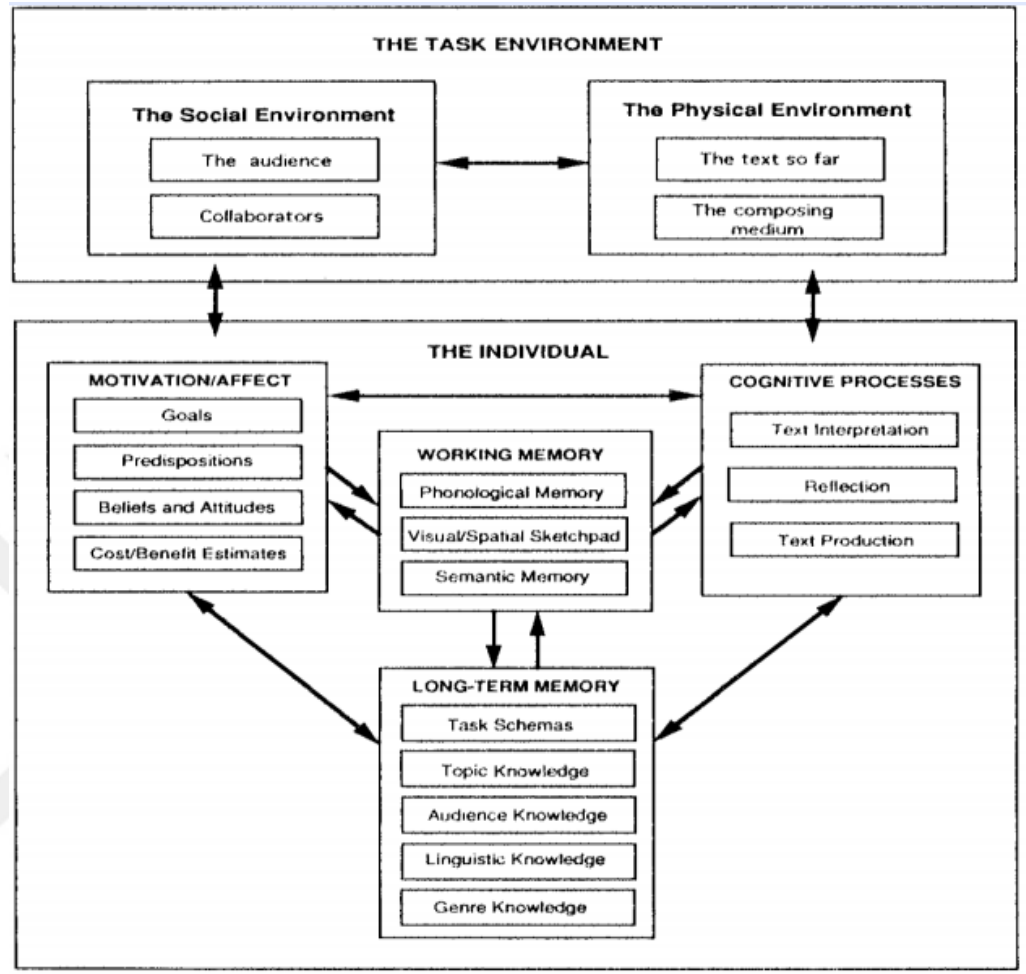 THE TASK ENVIRONMENT
The Social Environment
The audience
Collaborators
The Physical Environment
The text so far
The composing
medium
THE INDIVIDUAL
MOTIVATION/AFFECT
Goals
Predispositions
Beliefs and Attitudes
Cost/Benefit Estimates
WORKING MEMORY
Phonological Memory
Visual/Spatial Sketchpad
Semantic Memory
COGNITIVE PROCESSES
Text Interpretation
Reflection
Text Production
LONG-TERM MEMORY
Task Schemas
Topic Knowledge
Audience Knowledge
Linguistic Knowledge
Genre Knowledge